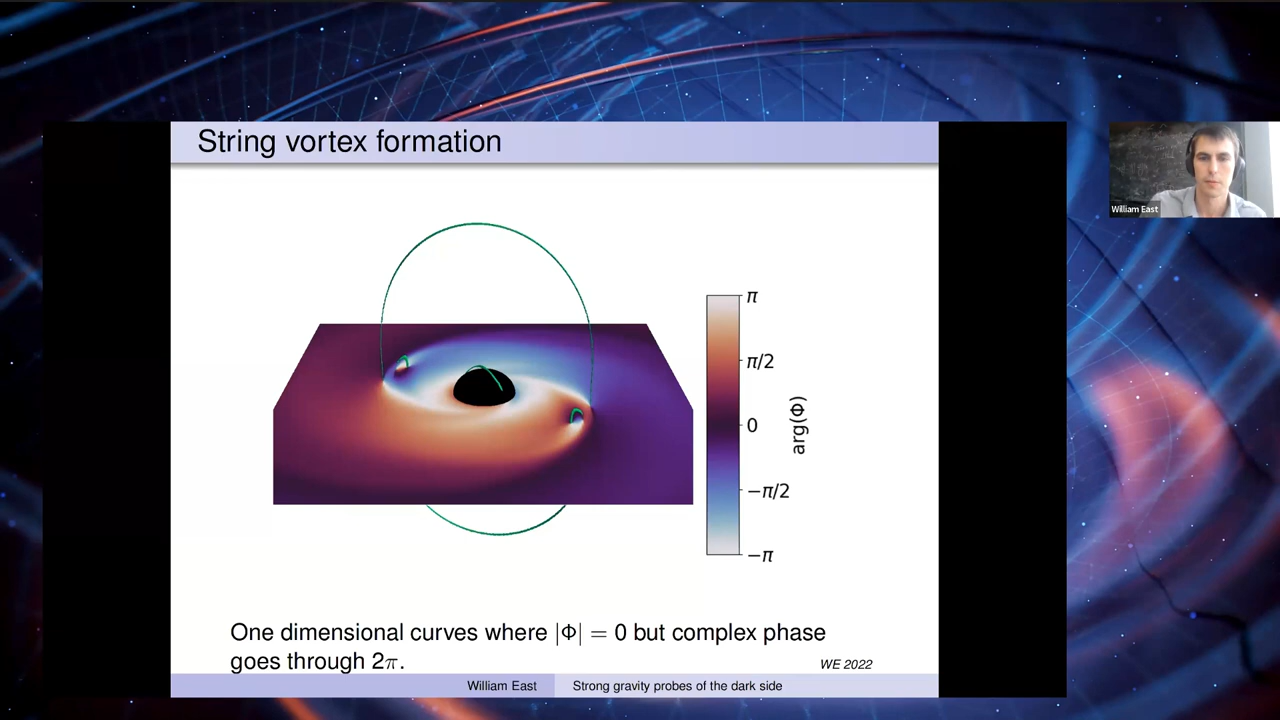 String vortex formation
William East
π
π/2
0
−π/2
−π
arg(Φ)
One dimensional curves where |Φ| = 0 but complex phase
goes through 2π.
WE 2022
William East
Strong gravity probes of the dark side